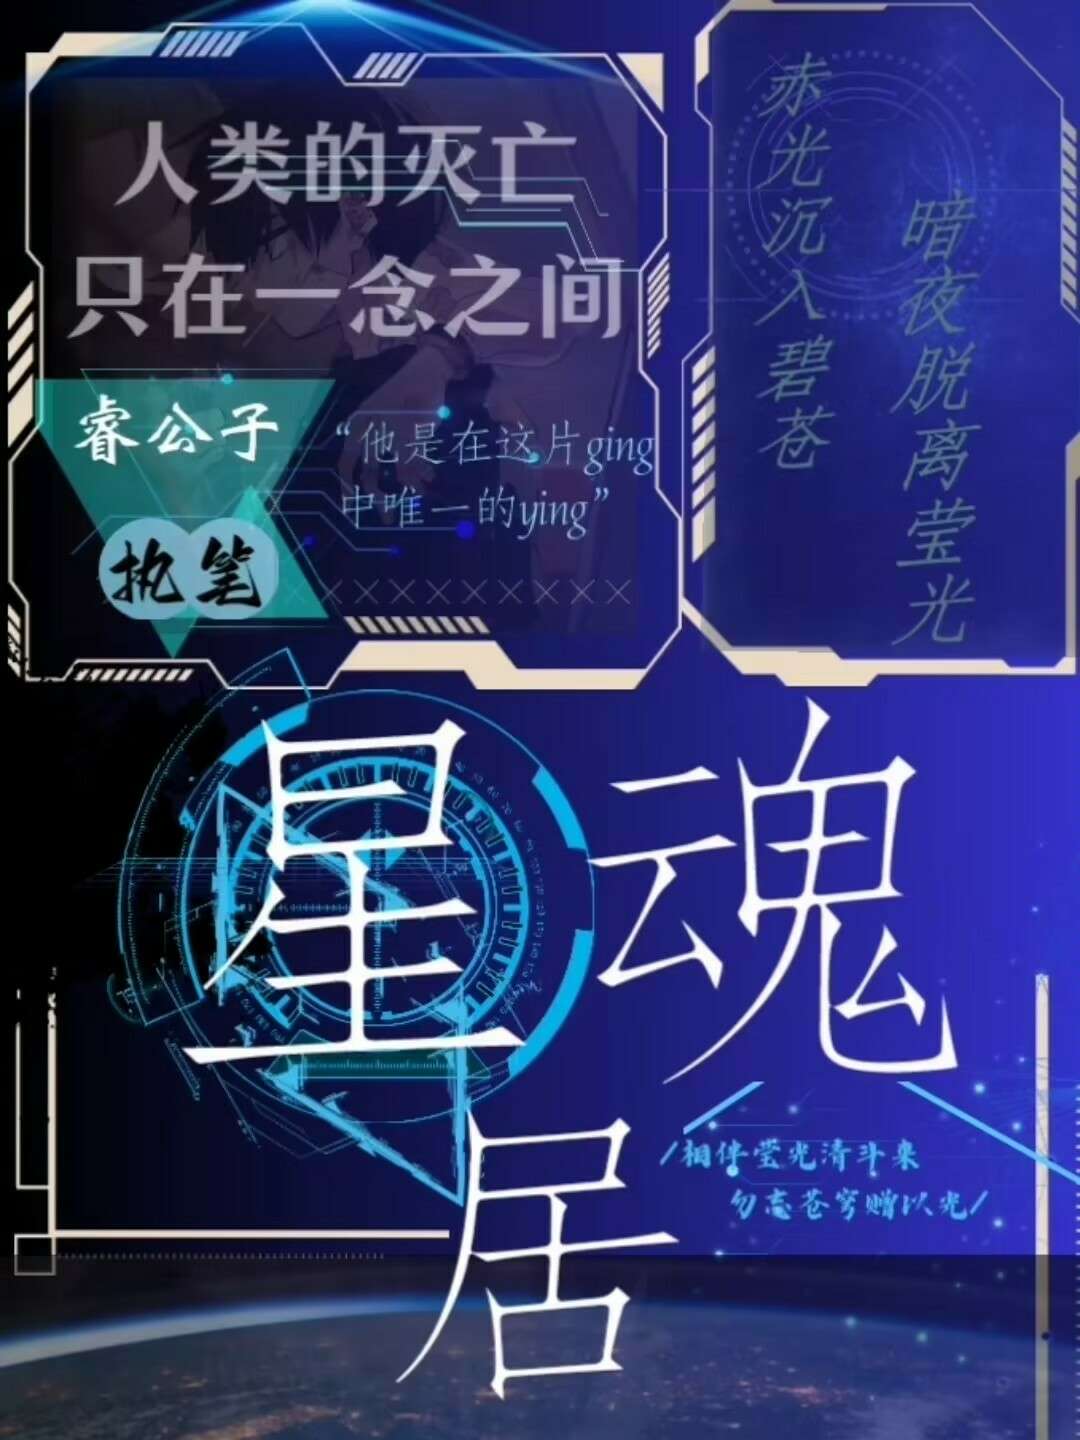 人类的灭亡
只在一念之间
睿公子
执笔
“他是在这片ging
中唯一的ying”
赤光沉入碧苍
暗夜脱离莹光
星魂
居
/相伴莹光清斗来
勿忘苍穹赠以光/